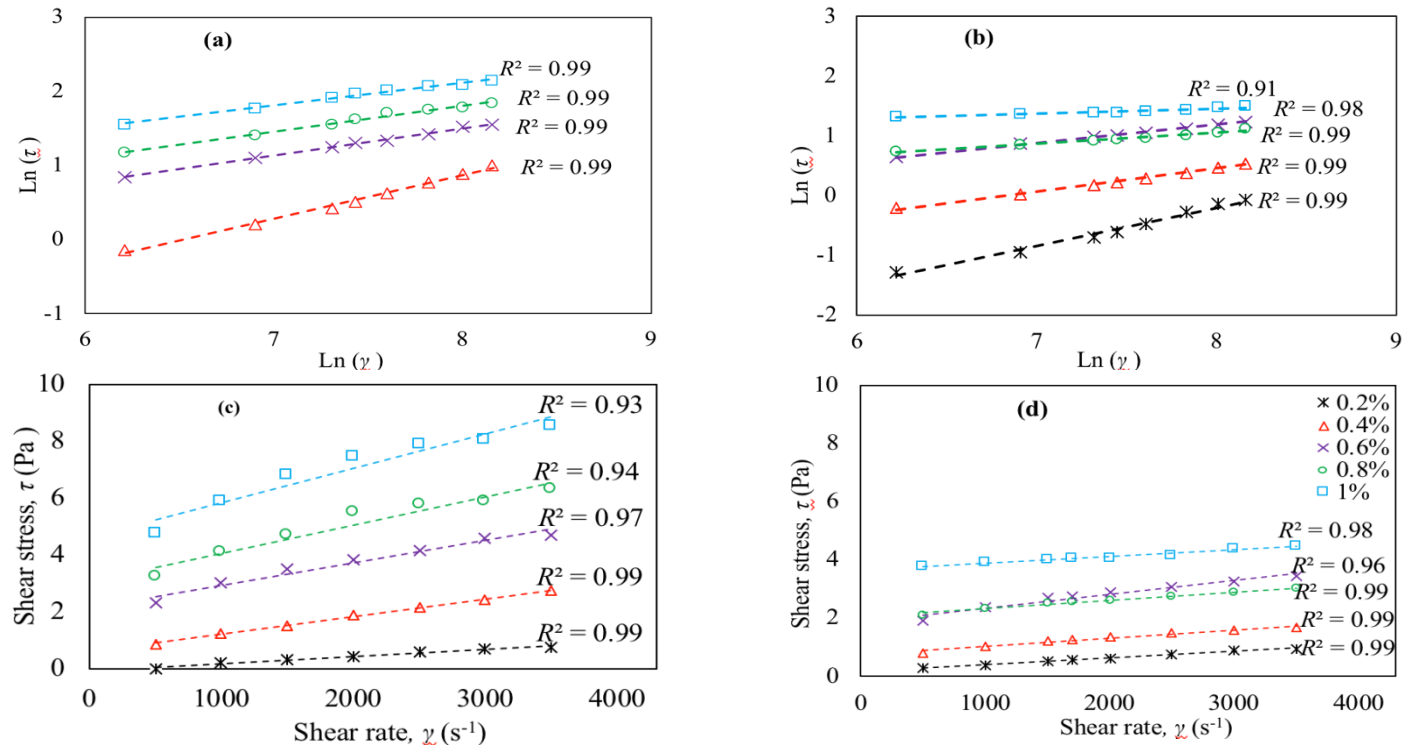 3
(a)
2
1
0
-1
Ln (τ)
R² = 0.99
R² = 0.99
R² = 0.99
R² = 0.99
6
7
8
9
Ln (γ)
3
(b)
2
1
0
-1
-2
Ln (τ)
R² = 0.91
R² = 0.98
R² = 0.99
R² = 0.99
R² = 0.99
6
7
8
9
Ln (γ)
10
(c)
8
6
4
2
0
Shear stress, τ (Pa)
R² = 0.93
R² = 0.94
R² = 0.97
R² = 0.99
R² = 0.99
0
1000
2000
3000
4000
Shear rate, γ (s⁻¹)
10
(d)
8
6
4
2
0
Shear stress, τ (Pa)
0.2%
0.4%
0.6%
0.8%
1%
R² = 0.98
R² = 0.96
R² = 0.99
R² = 0.99
R² = 0.99
0
1000
2000
3000
4000
Shear rate, γ (s⁻¹)